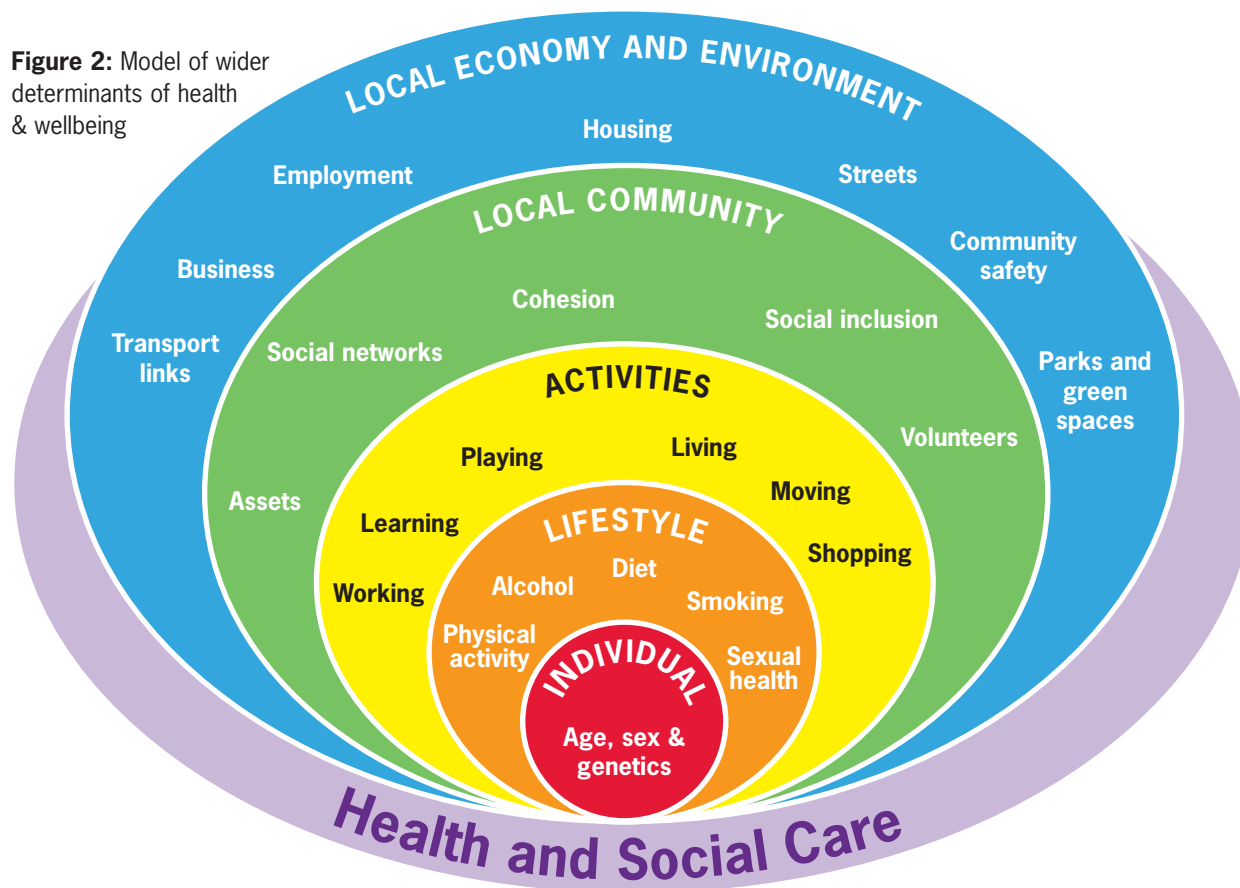 Figure 2: Model of wider
determinants of health
& wellbeing
LOCAL ECONOMY AND ENVIRONMENT
Housing
Employment
Streets
Business
Community
safety
Transport
links
Parks and
green
spaces
LOCAL COMMUNITY
Cohesion
Social inclusion
Social networks
Volunteers
Assets
ACTIVITIES
Living
Playing
Moving
Learning
Shopping
Working
LIFESTYLE
Diet
Alcohol
Smoking
Physical
activity
Sexual
health
INDIVIDUAL
Age, sex &
genetics
Health and Social Care